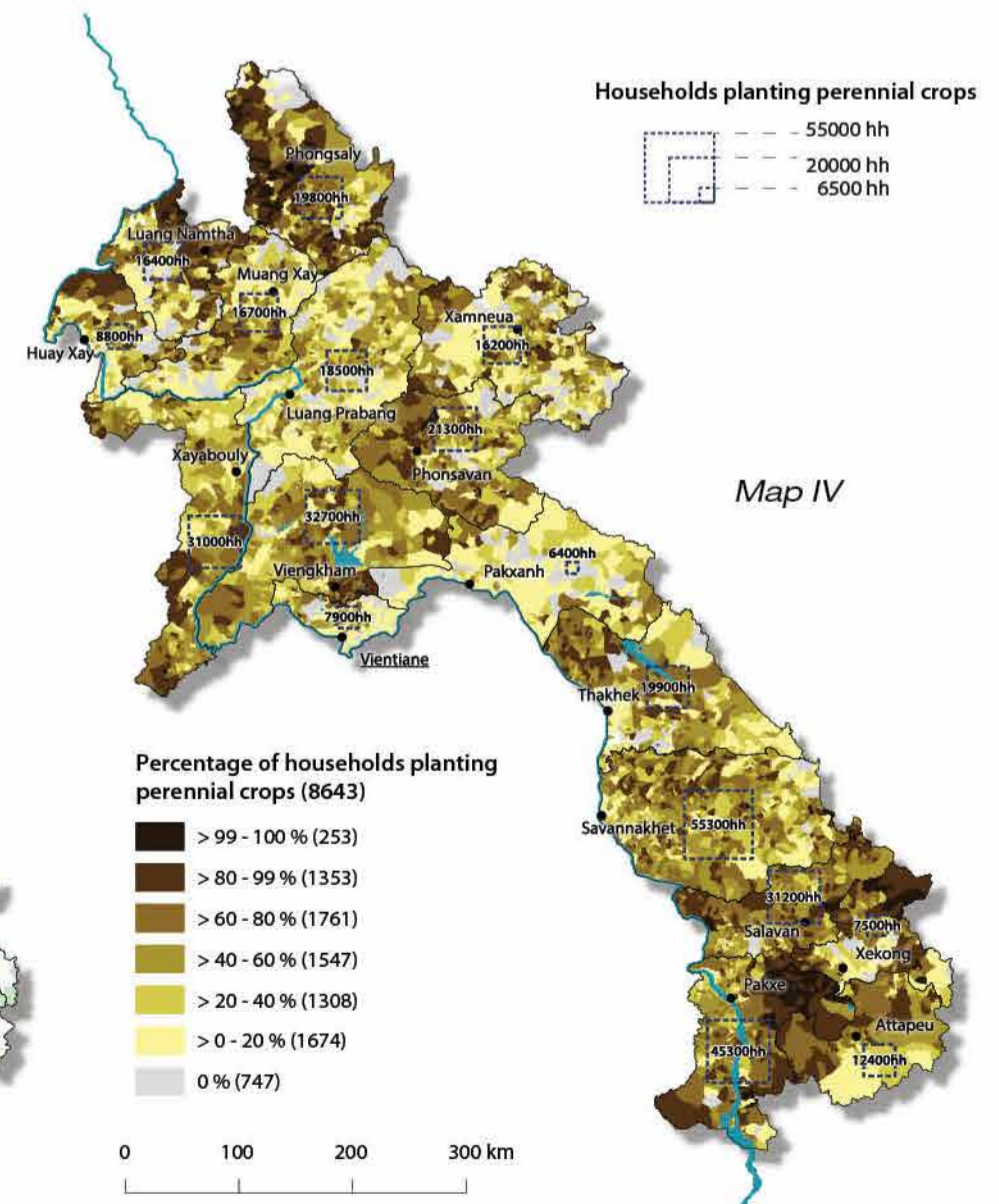 Households planting perennial crops
55000 hh
20000 hh
6500 hh
Phongsaly
19800hh
Luang Namtha
16400hh
Muang Xay
16700hh
8800hh
Huay Xay
Xamneua
16200hh
18500hh
Luang Prabang
21300hh
Phonsavan
Xayabouly
Map IV
32700hh
31000hh
Viengkham
6400hh
Pakxanh
7900hh
Vientiane
Thakhek
19900hh
Savannakhet
55300hh
31200hh
Salavan
7500hh
Xekong
Pakxe
Attapeu
45300hh
12400hh
Percentage of households planting
perennial crops (8643)
> 99 - 100 % (253)
> 80 - 99 % (1353)
> 60 - 80 % (1761)
> 40 - 60 % (1547)
> 20 - 40 % (1308)
> 0 - 20 % (1674)
0 % (747)
0 100 200 300 km